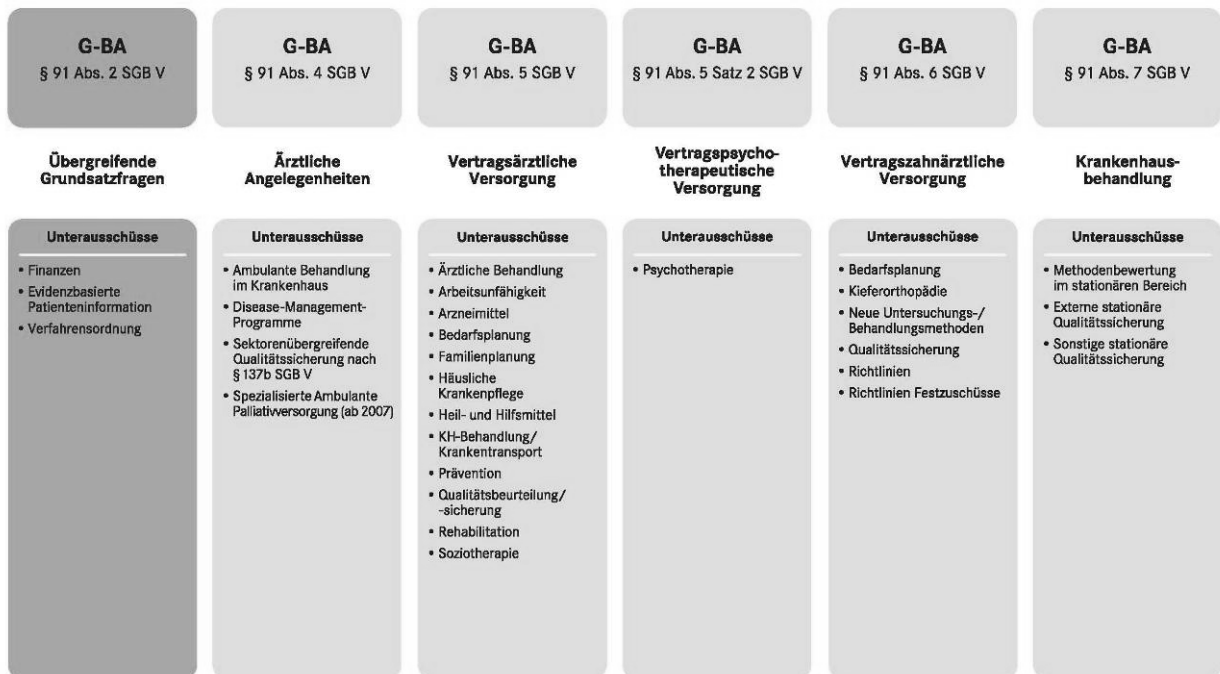 G-BA
§ 91 Abs. 2 SGB V
Übergreifende
Grundsatzfragen
Unterausschüsse
• Finanzen
• Evidenzbasierte
Patienteninformation
• Verfahrensordnung
G-BA
§ 91 Abs. 4 SGB V
Ärztliche
Angelegenheiten
Unterausschüsse
• Ambulante Behandlung
im Krankenhaus
• Disease-Management-
Programme
• Sektorenübergreifende
Qualitätssicherung nach
§ 137b SGB V
• Spezialisierte Ambulante
Palliativversorgung (ab 2007)
G-BA
§ 91 Abs. 5 SGB V
Vertragsärztliche
Versorgung
Unterausschüsse
• Ärztliche Behandlung
• Arbeitsunfähigkeit
• Arzneimittel
• Bedarfsplanung
• Familienplanung
• Häusliche
Krankenpflege
• Heil- und Hilfsmittel
• KH-Behandlung/
Krankentransport
• Prävention
• Qualitätsbeurteilung/
-sicherung
• Rehabilitation
• Soziotherapie
G-BA
§ 91 Abs. 5 Satz 2 SGB V
Vertragspsycho-
therapeutische
Versorgung
Unterausschüsse
• Psychotherapie
G-BA
§ 91 Abs. 6 SGB V
Vertragszahnärztliche
Versorgung
Unterausschüsse
• Bedarfsplanung
• Kieferorthopädie
• Neue Untersuchungs-/
Behandlungsmethoden
• Qualitätssicherung
• Richtlinien
• Richtlinien Festzuschüsse
G-BA
§ 91 Abs. 7 SGB V
Krankenhaus-
behandlung
Unterausschüsse
• Methodenbewertung
im stationären Bereich
• Externe stationäre
Qualitätssicherung
• Sonstige stationäre
Qualitätssicherung